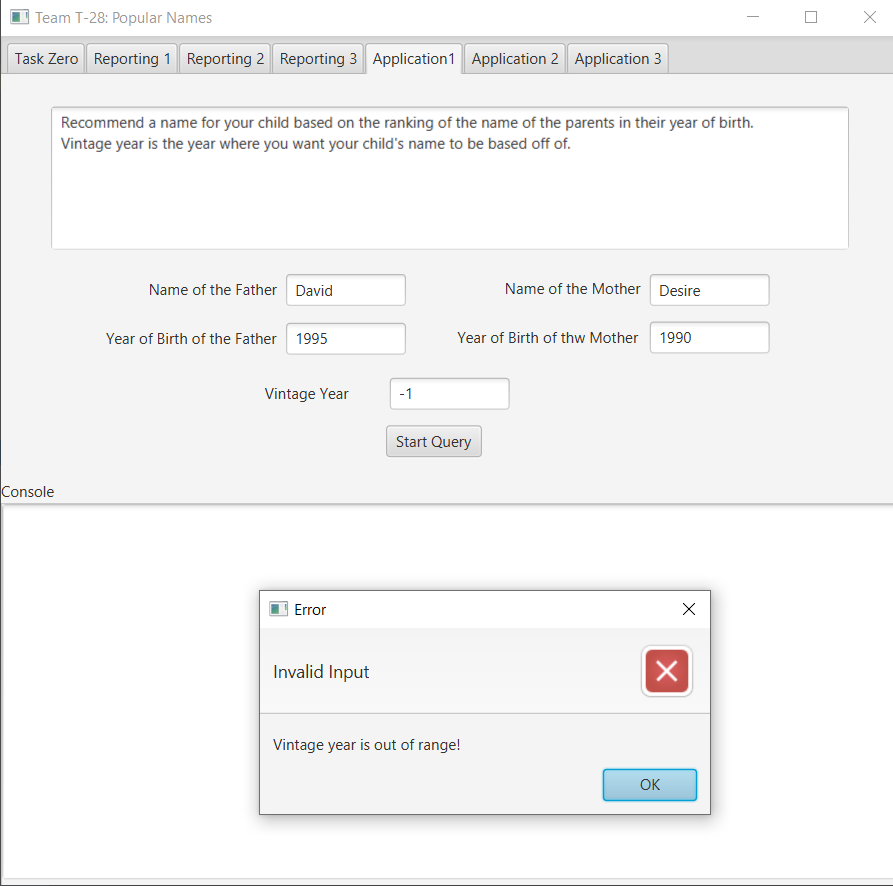 Team T-28: Popular Names
Task Zero Reporting 1 Reporting 2 Reporting 3 Application1 Application 2 Application 3
Recommend a name for your child based on the ranking of the name of the parents in their year of birth.
Vintage year is the year where you want your child's name to be based off of.
Name of the Father David Name of the Mother Desire
Year of Birth of the Father 1995 Year of Birth of thw Mother 1990
Vintage Year -1
Start Query
Console
Error
Invalid Input
Vintage year is out of range!
OK